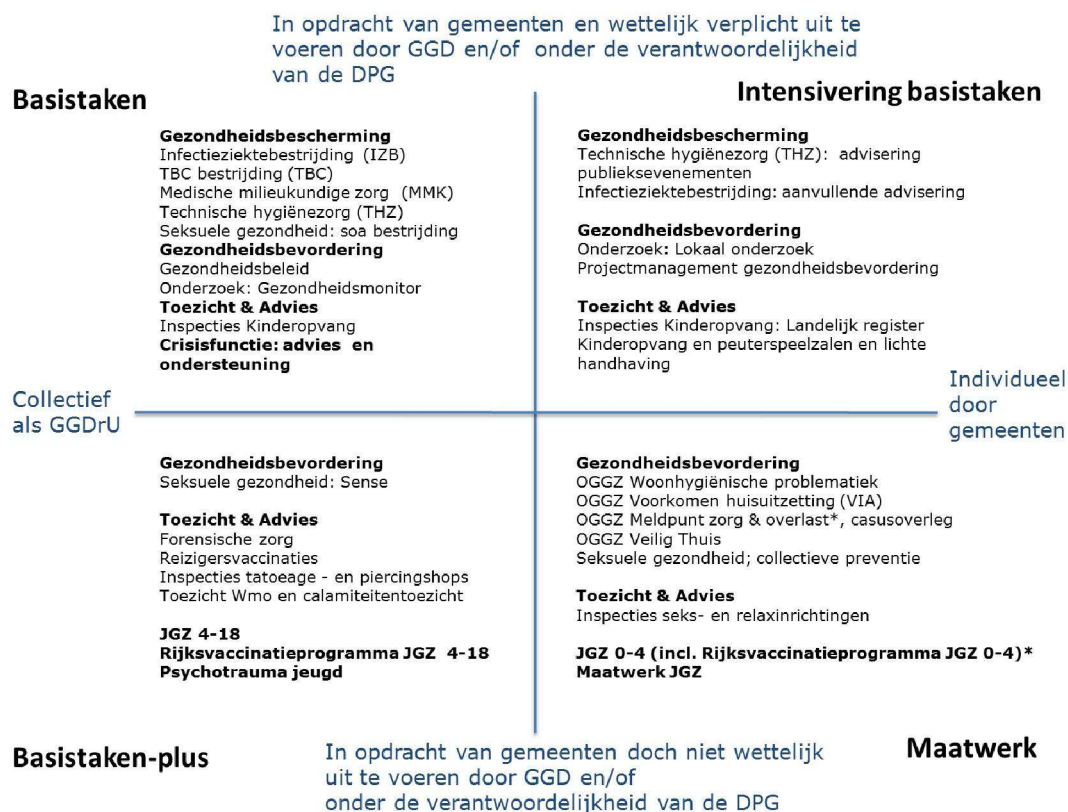 In opdracht van gemeenten en wettelijk verplicht uit te
voeren door GGD en/of onder de verantwoordelijkheid
van de DPG
Basistaken
Intensivering basistaken
Gezondheidsbescherming
Infectieziektebestrijding (IZB)
TBC bestrijding (TBC)
Medische milieukundige zorg (MMK)
Technische hygiënezorg (THZ)
Seksuele gezondheid: soa bestrijding
Gezondheidsbevordering
Gezondheidsbeleid
Onderzoek: Gezondheidsmonitor
Toezicht & Advies
Inspecties Kinderopvang
Crisisfunctie: advies en
ondersteuning
Gezondheidsbescherming
Technische hygiënezorg (THZ): advisering
publieksevenementen
Infectieziektebestrijding: aanvullende advisering
Gezondheidsbevordering
Onderzoek: Lokaal onderzoek
Projectmanagement gezondheidsbevordering
Toezicht & Advies
Inspecties Kinderopvang: Landelijk register
Kinderopvang en peuterspeelzalen en lichte
handhaving
Collectief
als GGDrU
Individueel
door
gemeenten
Gezondheidsbevordering
Seksuele gezondheid: Sense
Toezicht & Advies
Forensische zorg
Reizigersvaccinaties
Inspecties tatoeage - en piercingshops
Toezicht Wmo en calamiteitentoezicht
JGZ 4-18
Rijksvaccinatieprogramma JGZ 4-18
Psychotrauma jeugd
Gezondheidsbevordering
OGGZ Woonhygiënische problematiek
OGGZ Voorkomen huisuitzetting (VIA)
OGGZ Meldpunt zorg & overlast*, casusoverleg
OGGZ Veilig Thuis
Seksuele gezondheid; collectieve preventie
Toezicht & Advies
Inspecties seks- en relaxinrichtingen
JGZ 0-4 (incl. Rijksvaccinatieprogramma JGZ 0-4)*
Maatwerk JGZ
Basistaken-plus
In opdracht van gemeenten doch niet wettelijk
uit te voeren door GGD en/of
onder de verantwoordelijkheid van de DPG
Maatwerk